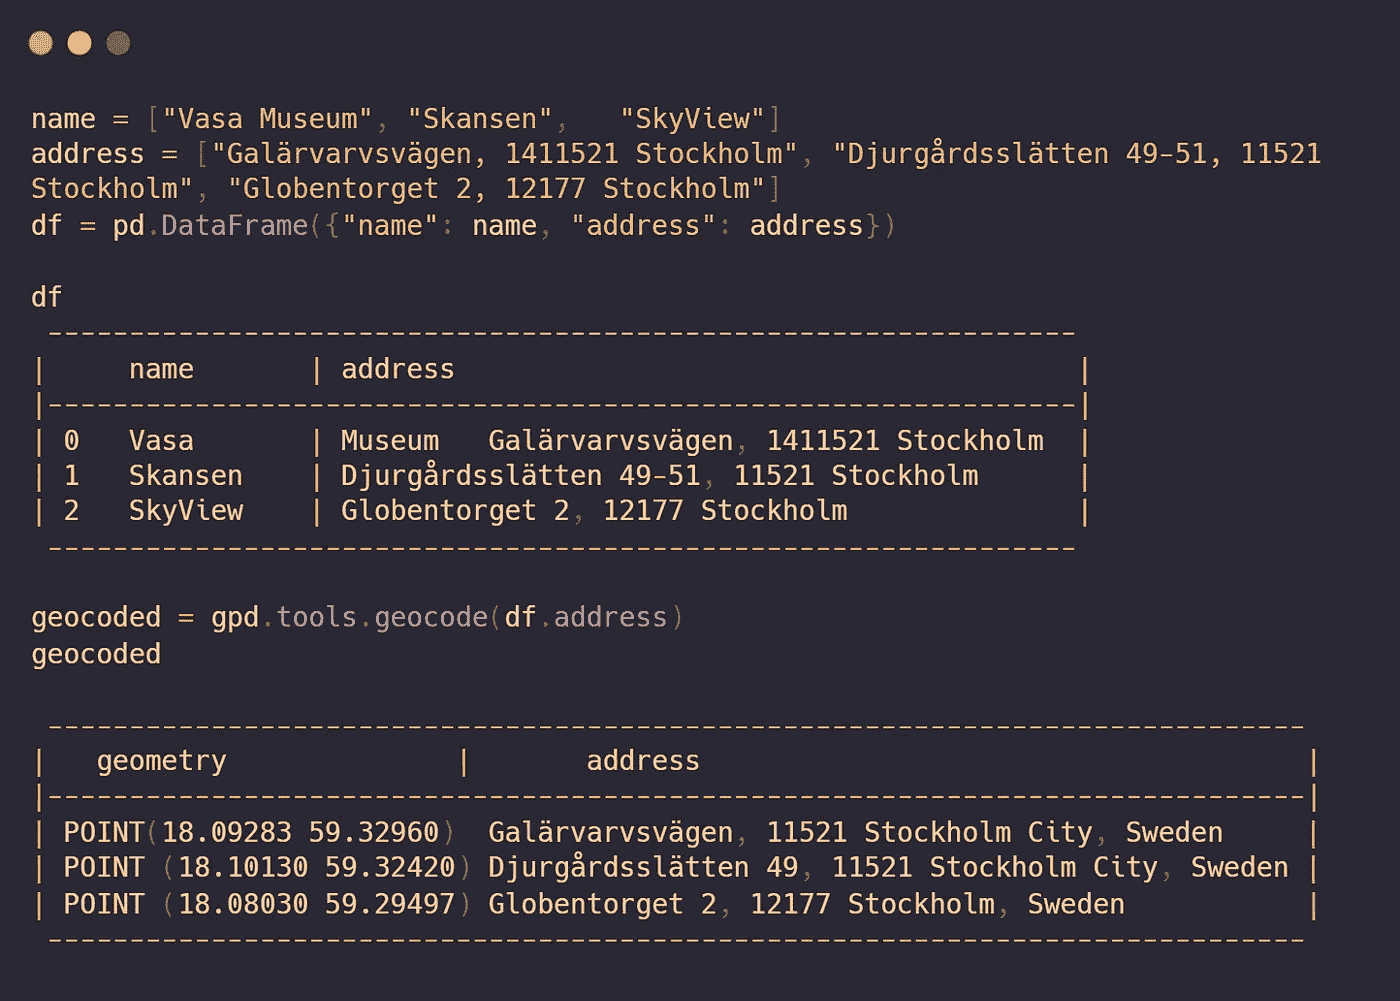 name = ["Vasa Museum", "Skansen",   "SkyView"]
address = ["Galärvarvsvägen, 1411521 Stockholm", "Djurgårdsslätten 49-51, 11521
Stockholm", "Globentorget 2, 12177 Stockholm"]
df = pd.DataFrame({"name": name, "address": address})
df
----------------------------------------------------------------
|     name       | address                                       |
|----------------------------------------------------------------|
| 0   Vasa       | Museum   Galärvarvsvägen, 1411521 Stockholm  |
| 1   Skansen    | Djurgårdsslätten 49-51, 11521 Stockholm      |
| 2   SkyView    | Globentorget 2, 12177 Stockholm              |
----------------------------------------------------------------
geocoded = gpd.tools.geocode(df.address)
geocoded
------------------------------------------------------------------------------
|   geometry              |       address                                     |
|------------------------------------------------------------------------------|
| POINT(18.09283 59.32960)  Galärvarvsvägen, 11521 Stockholm City, Sweden     |
| POINT (18.10130 59.32420) Djurgårdsslätten 49, 11521 Stockholm City, Sweden |
| POINT (18.08030 59.29497) Globentorget 2, 12177 Stockholm, Sweden           |
------------------------------------------------------------------------------